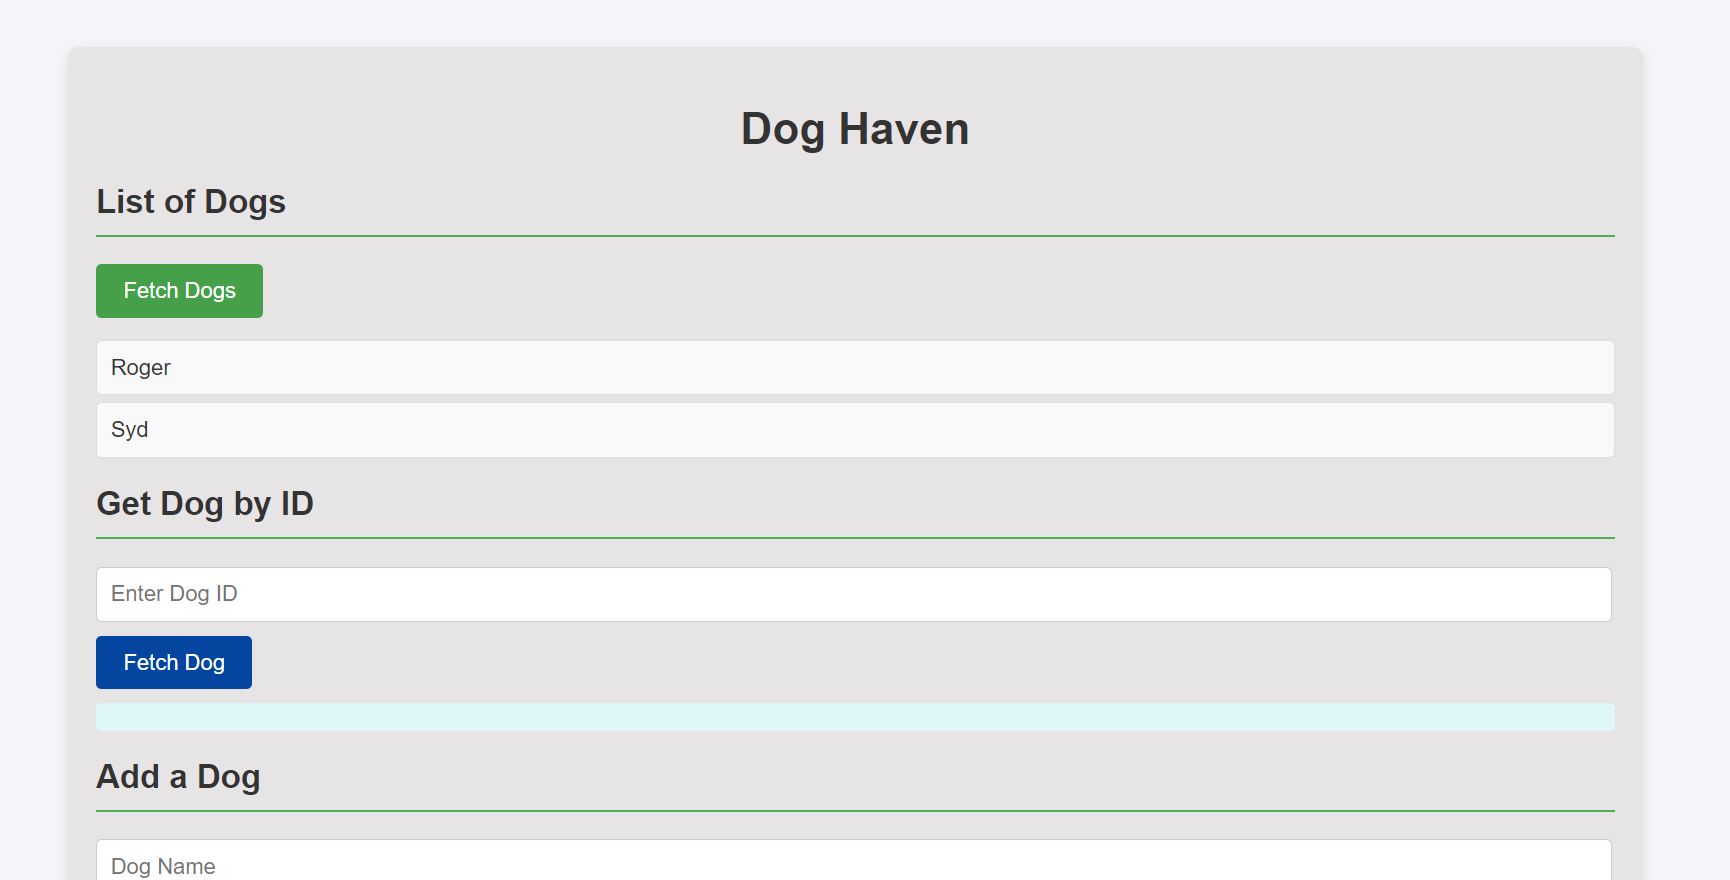 Dog Haven
List of Dogs
Fetch Dogs
Roger
Syd
Get Dog by ID
Enter Dog ID
Fetch Dog
Add a Dog
Dog Name